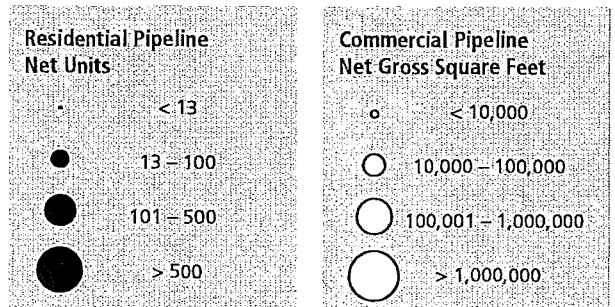 Residential Pipeline
Net Units
< 13
13 – 100
101 – 500
> 500
Commercial Pipeline
Net Gross Square Feet
< 10,000
10,000 – 100,000
100,001 – 1,000,000
> 1,000,000